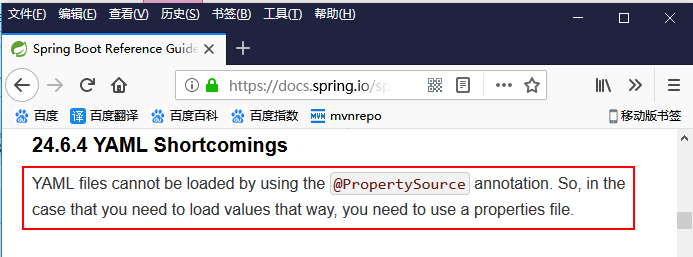 文件(F) 编辑(E) 查看(V) 历史(S) 书签(B) 工具(T) 帮助(H)
Spring Boot Reference Guide
https://docs.spring.io/sp
百度 百度翻译 百度百科 百度指数 mvnrepo 移动版书签
24.6.4 YAML Shortcomings
YAML files cannot be loaded by using the @PropertySource annotation. So, in the
case that you need to load values that way, you need to use a properties file.